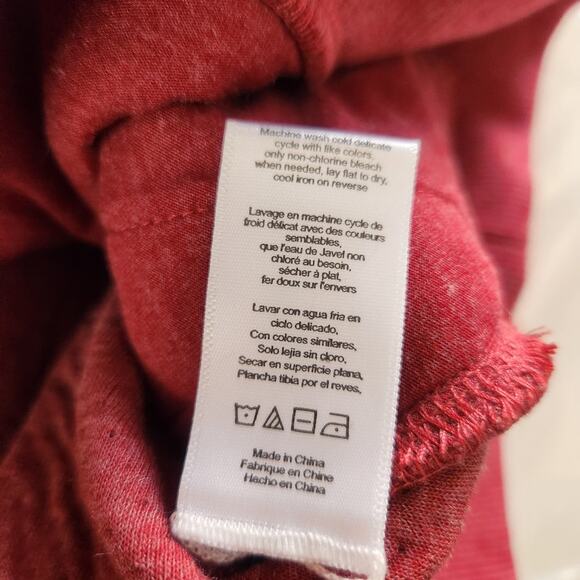 Machine wash cold delicate
cycle with like colors,
only non-chlorine bleach
when needed, lay flat to dry,
cool iron on reverse
Lavage en machine cycle de
froid délicat avec des couleurs
semblables,
que l'eau de Javel non
chloré au besoin,
sécher à plat,
fer doux sur l'envers
Lavar con agua fria en
ciclo delicado,
Con colores similares,
Solo lejia sin cloro,
Secar en superficie plana,
Plancha tibia por el reves,
Made in China
Fabrique en Chine
Hecho en China